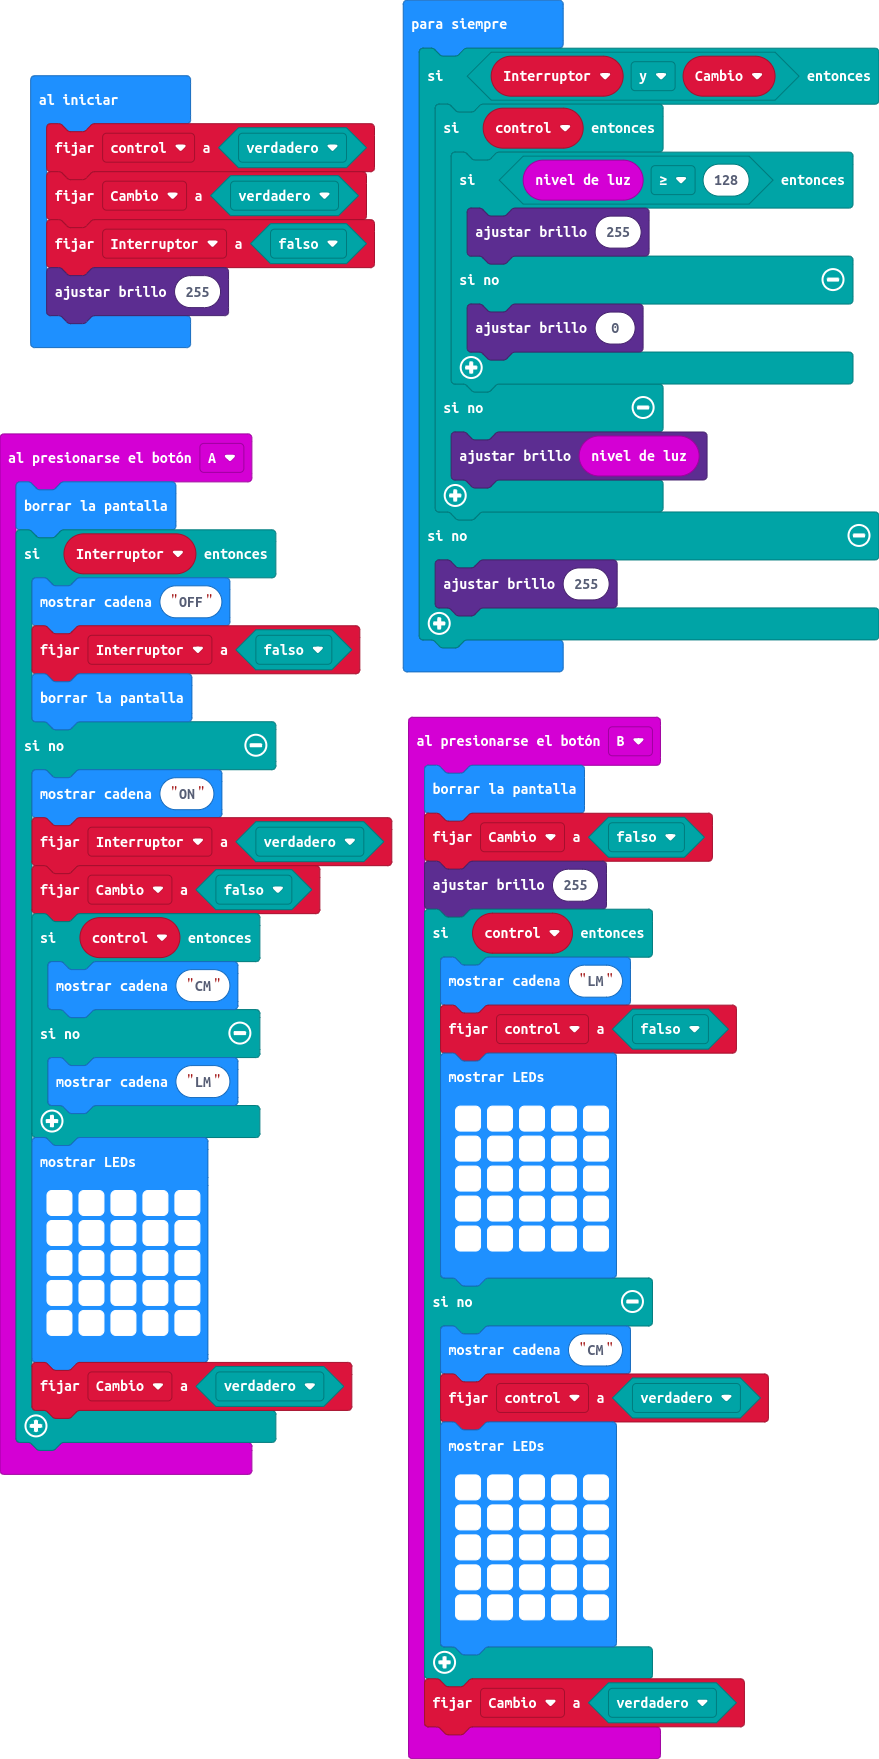 al iniciar
fijar control a verdadero
fijar Cambio a verdadero
fijar Interruptor a falso
ajustar brillo 255
para siempre
si Interruptor y Cambio entonces
si control entonces
si nivel de luz ≥ 128 entonces
ajustar brillo 255
si no
ajustar brillo 0
si no
ajustar brillo nivel de luz
si no
ajustar brillo 255
al presionarse el botón A
borrar la pantalla
si Interruptor entonces
mostrar cadena "OFF"
fijar Interruptor a falso
borrar la pantalla
si no
mostrar cadena "ON"
fijar Interruptor a verdadero
fijar Cambio a falso
si control entonces
mostrar cadena "CM"
si no
mostrar cadena "LM"
mostrar LEDs
fijar Cambio a verdadero
al presionarse el botón B
borrar la pantalla
fijar Cambio a falso
ajustar brillo 255
si control entonces
mostrar cadena "LM"
fijar control a falso
mostrar LEDs
si no
mostrar cadena "CM"
fijar control a verdadero
mostrar LEDs
fijar Cambio a verdadero